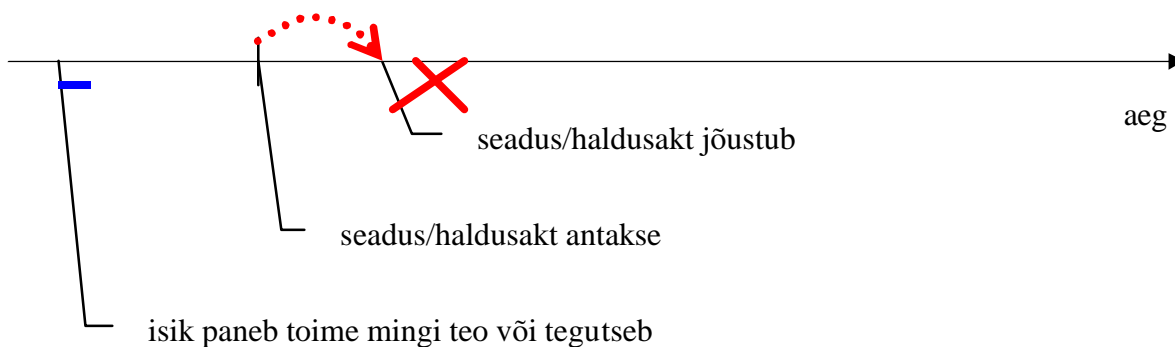 aeg
seadus/haldusakt jõustub
seadus/haldusakt antakse
isik paneb toime mingi teo või tegutseb